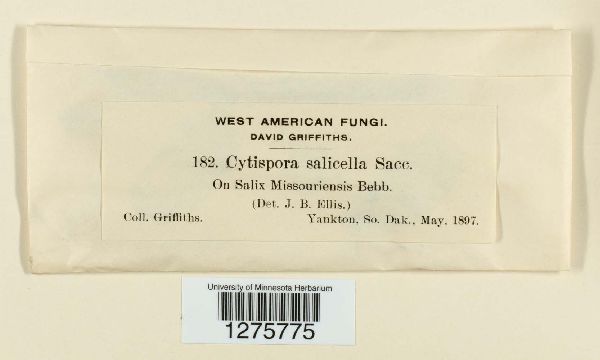 WEST AMERICAN FUNGI.
DAVID GRIFFITHS.
182. Cytispora salicella Sacc.
On Salix Missouriensis Bebb.
(Det. J. B. Ellis.)
Coll. Griffiths. Yankton, So. Dak., May, 1897.
University of Minnesota Herbarium
1275775